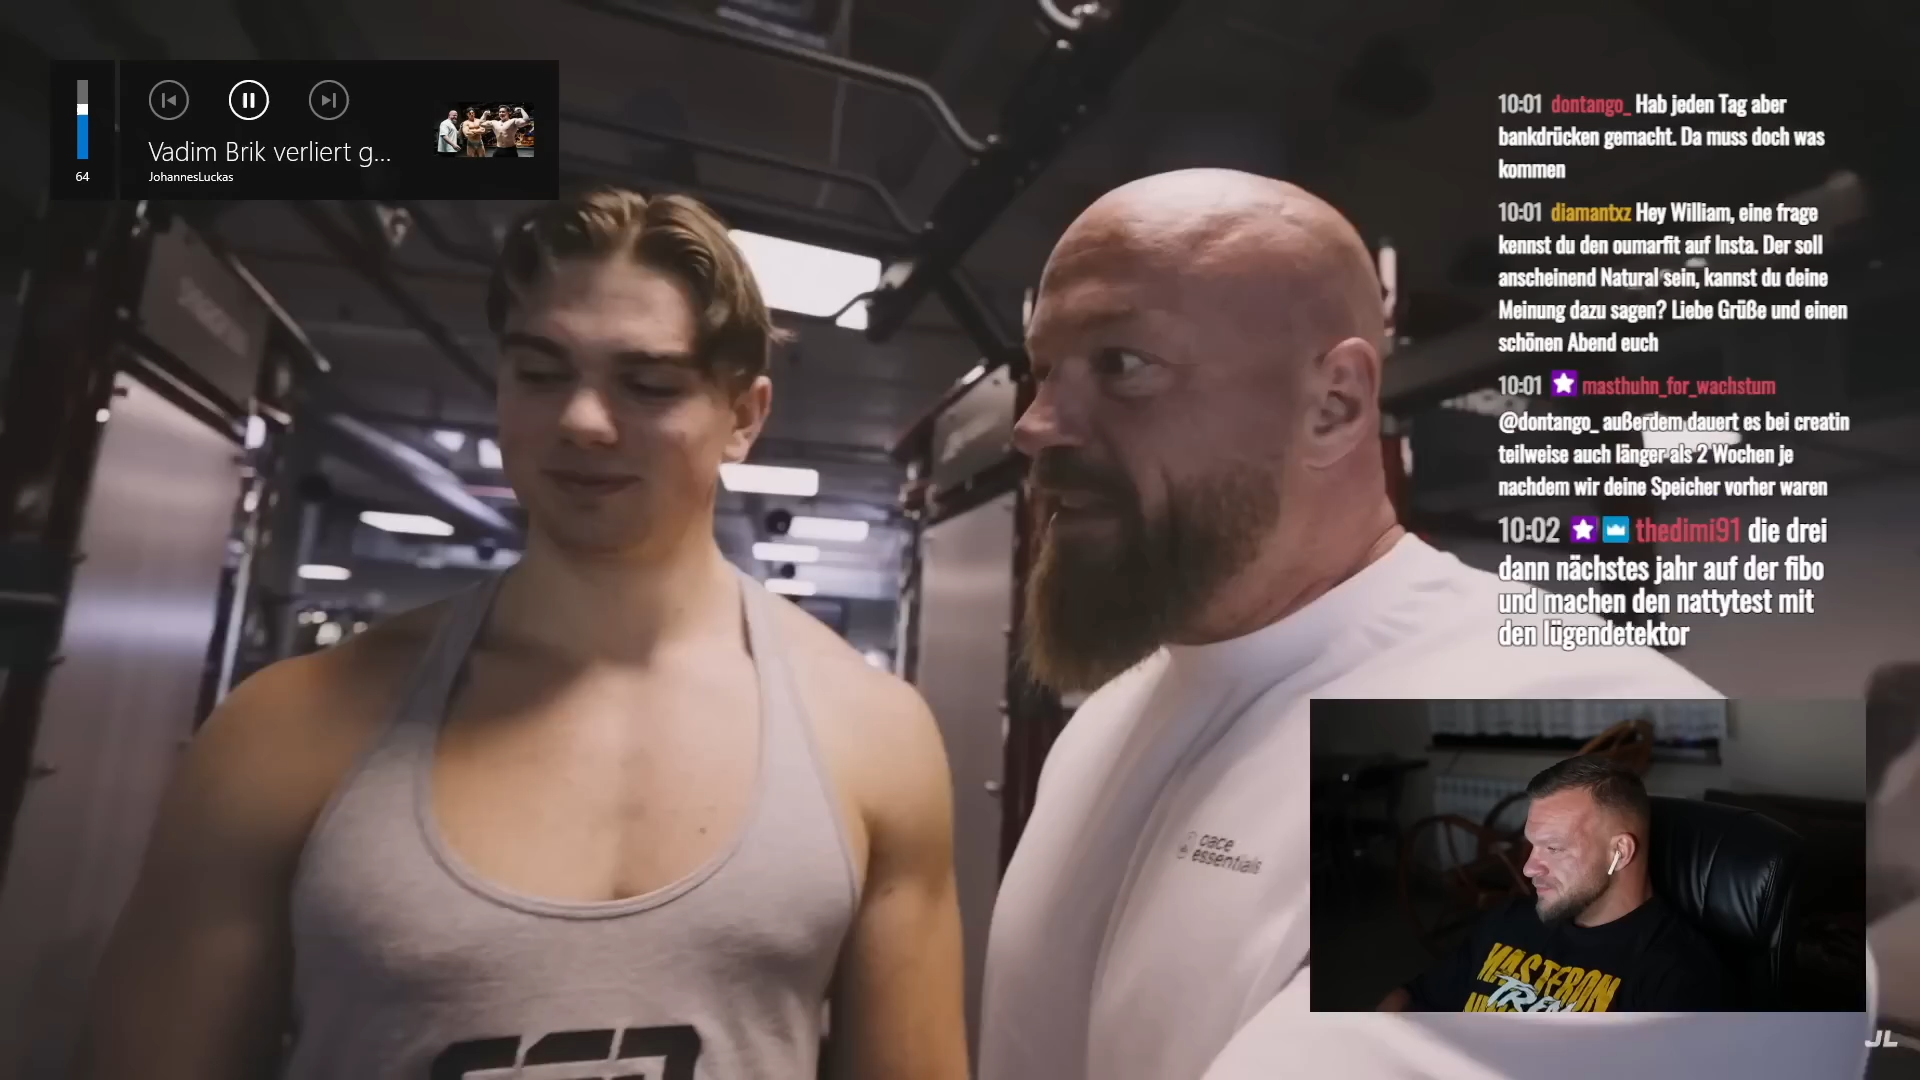 64
Vadim Brik verliert g...
JohannesLuckas
10:01 dontango_ Hab jeden Tag aber
bankdrücken gemacht. Da muss doch was
kommen
10:01 diamantxz Hey William, eine frage
kennst du den oumarfit auf Insta. Der soll
anscheinend Natural sein, kannst du deine
Meinung dazu sagen? Liebe Grüße und einen
schönen Abend euch
10:01 masthuhn_for_wachstum
@dontango_ außerdem dauert es bei creatin
teilweise auch länger als 2 Wochen je
nachdem wir deine Speicher vorher waren
10:02 thedimi91 die drei
dann nächstes jahr auf der fibo
und machen den nattytest mit
den lügendetektor
oace
essentials
MASTERON
TREN
JL